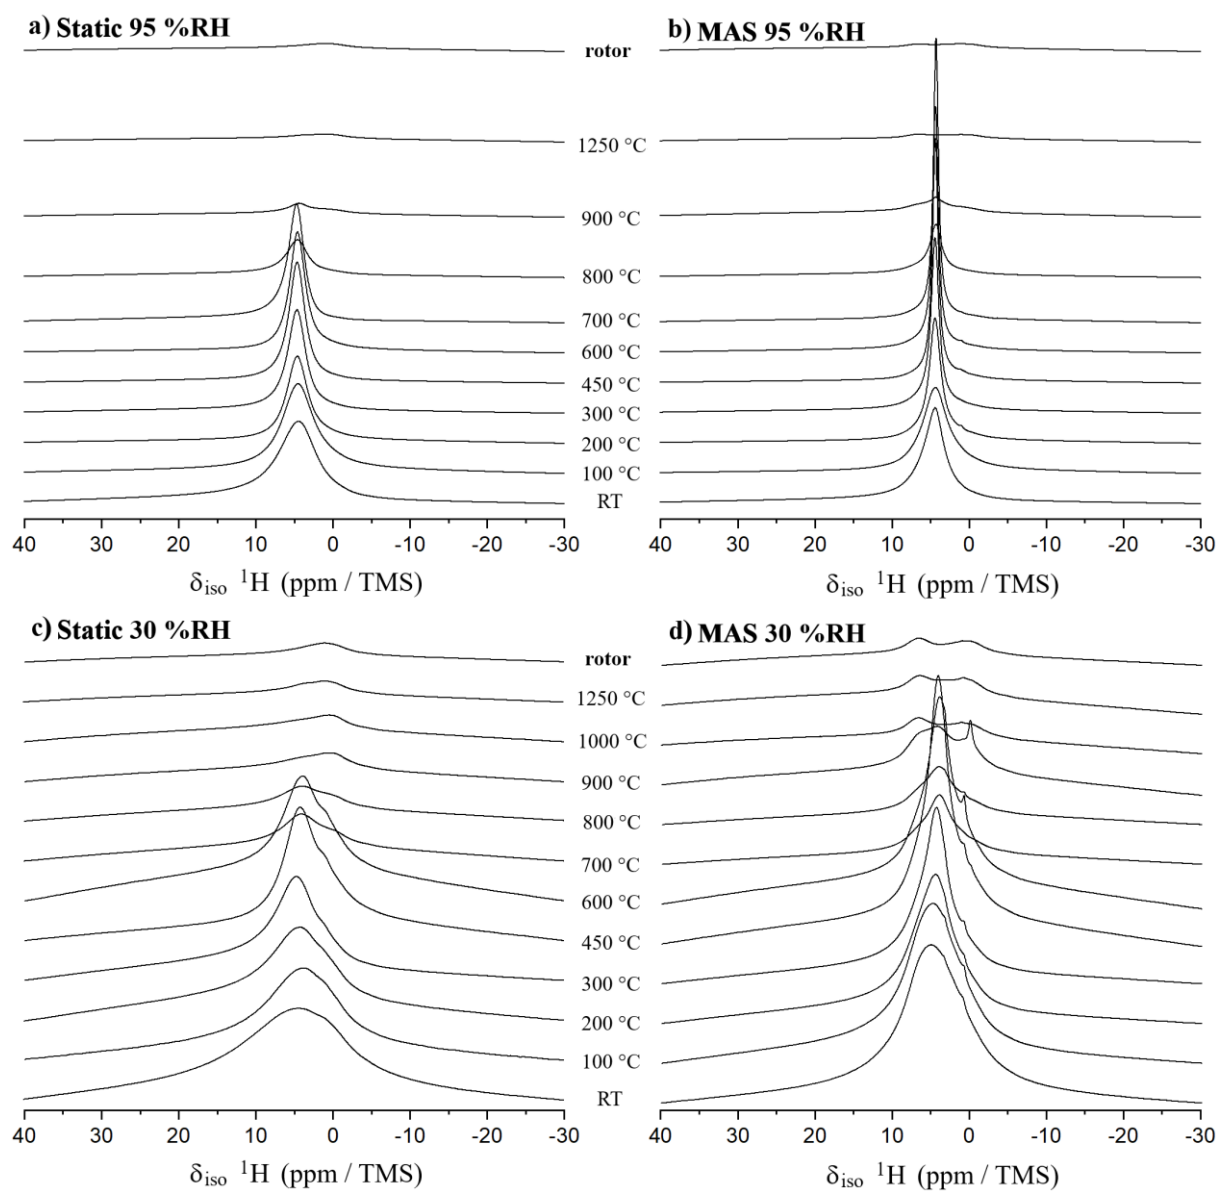 a) Static 95 %RH
rotor
1250 °C
900 °C
800 °C
700 °C
600 °C
450 °C
300 °C
200 °C
100 °C
RT
40 30 20 10 0 -10 -20 -30
δiso ¹H (ppm / TMS)
b) MAS 95 %RH
40 30 20 10 0 -10 -20 -30
δiso ¹H (ppm / TMS)
c) Static 30 %RH
rotor
1250 °C
1000 °C
900 °C
800 °C
700 °C
600 °C
450 °C
300 °C
200 °C
100 °C
RT
40 30 20 10 0 -10 -20 -30
δiso ¹H (ppm / TMS)
d) MAS 30 %RH
40 30 20 10 0 -10 -20 -30
δiso ¹H (ppm / TMS)